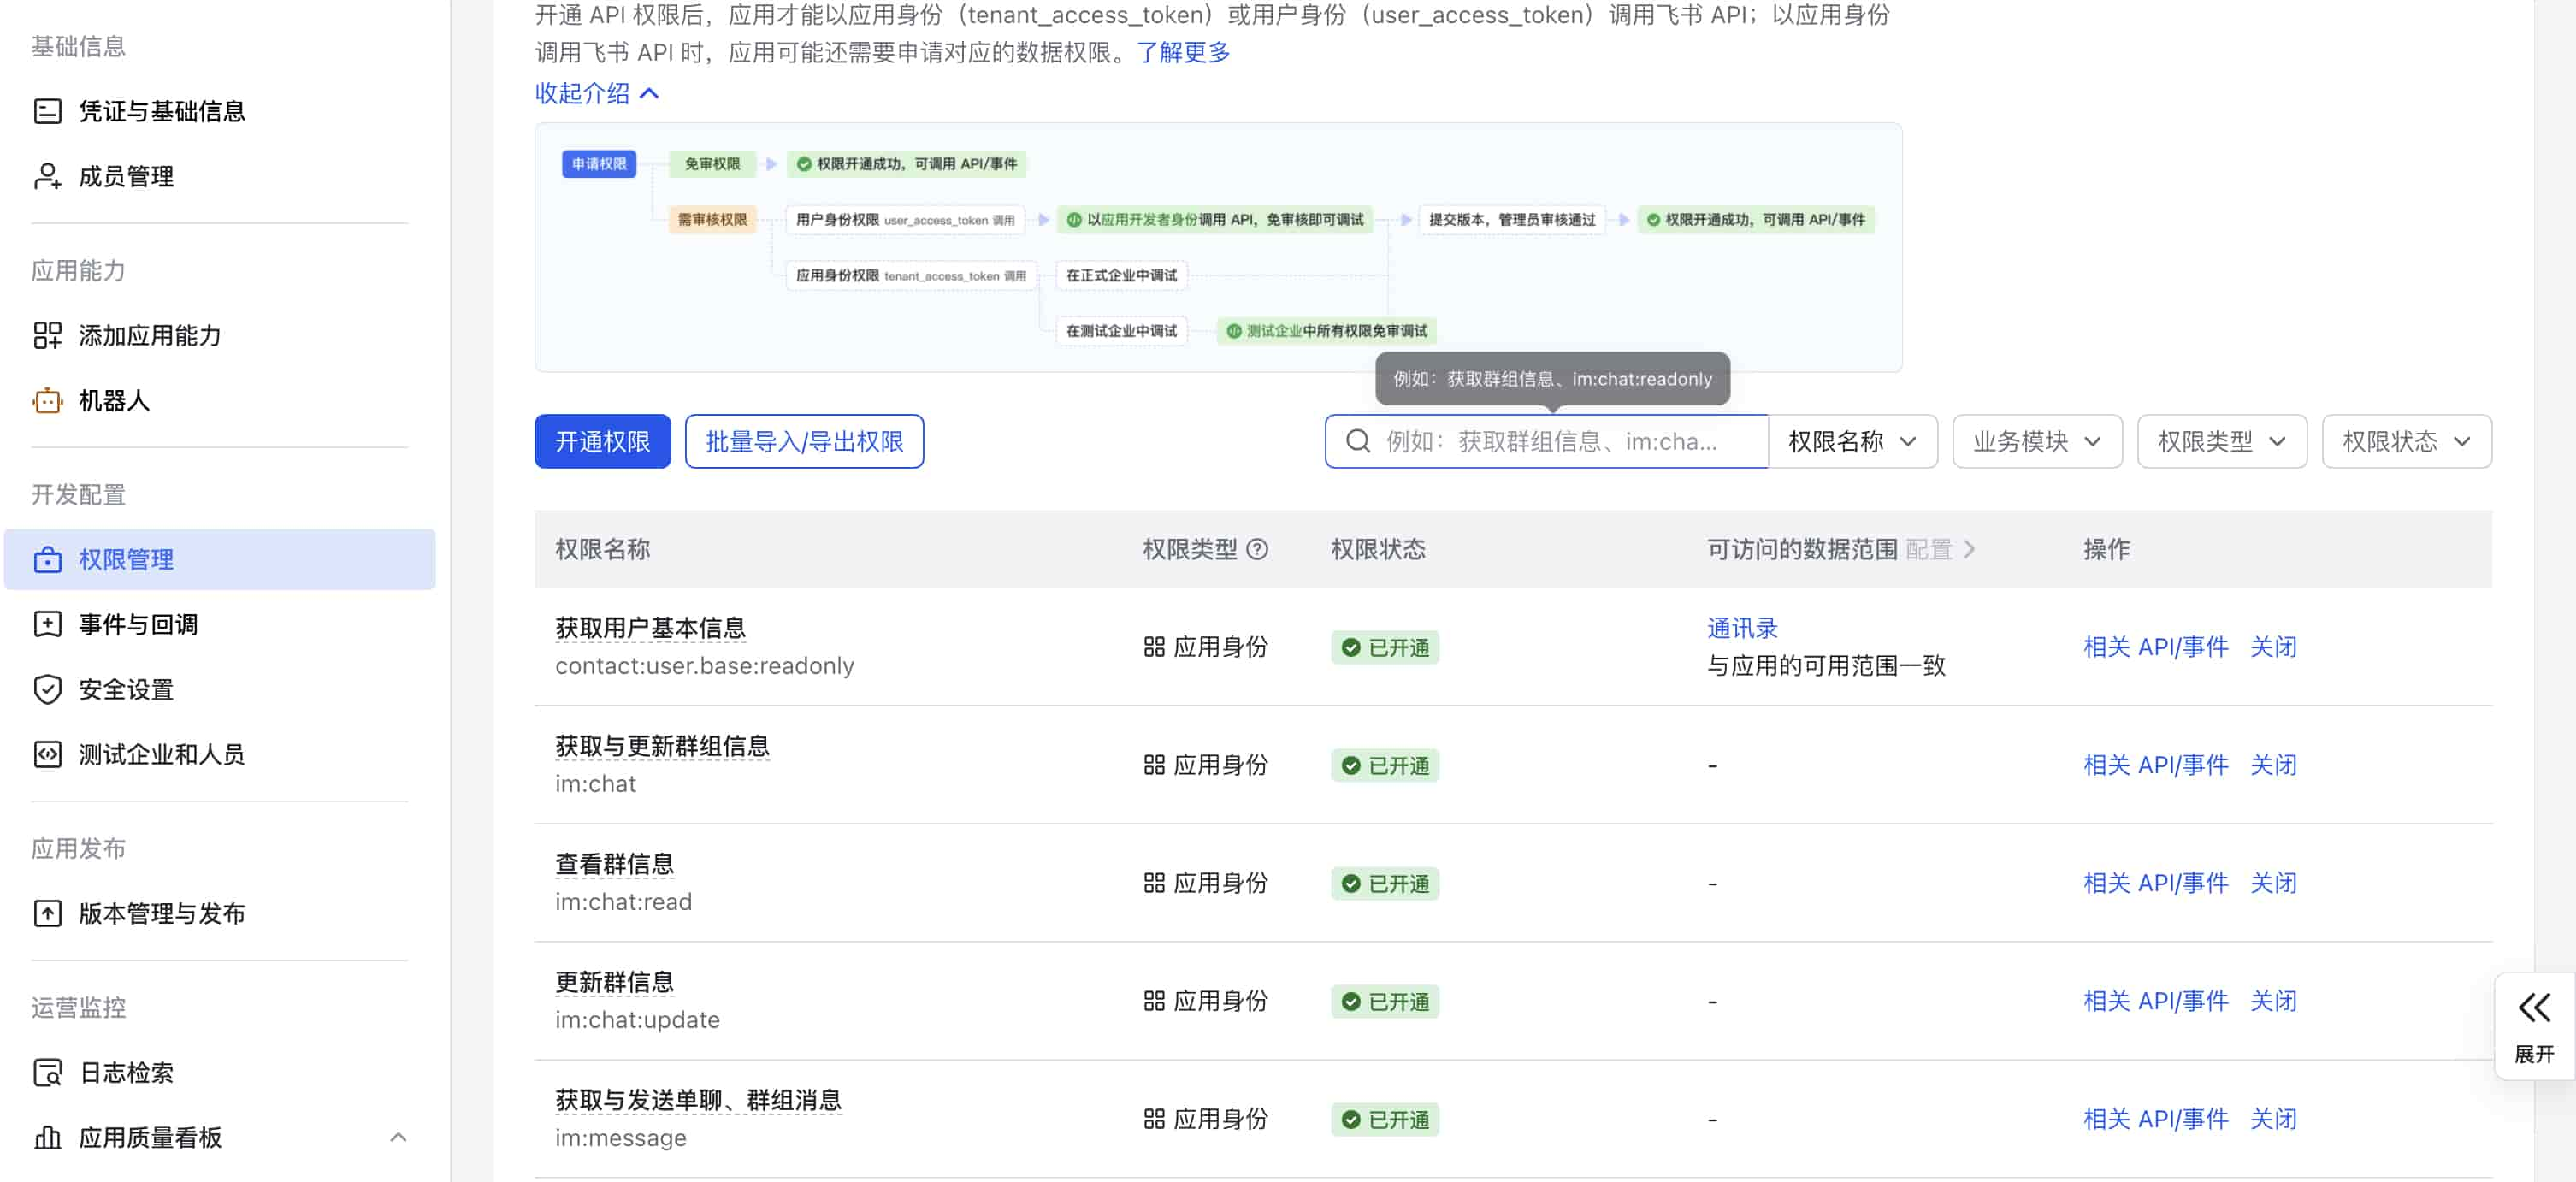 基础信息
凭证与基础信息
成员管理
应用能力
添加应用能力
机器人
开发配置
权限管理
事件与回调
安全设置
测试企业和人员
应用发布
版本管理与发布
运营监控
日志检索
应用质量看板
开通 API 权限后，应用才能以应用身份（tenant_access_token）或用户身份（user_access_token）调用飞书 API；以应用身份
调用飞书 API 时，应用可能还需要申请对应的数据权限。了解更多
收起介绍
申请权限 免审权限 权限开通成功，可调用 API/事件
需审核权限 用户身份权限 user_access_token 调用 以应用开发者身份调用 API，免审核即可调试 提交版本，管理员审核通过 权限开通成功，可调用 API/事件
应用身份权限 tenant_access_token 调用 在正式企业中调试
在测试企业中调试 测试企业中所有权限免审调试
例如：获取群组信息、im:chat:readonly
开通权限 批量导入/导出权限 例如：获取群组信息、im:cha... 权限名称 业务模块 权限类型 权限状态
权限名称 权限类型 权限状态 可访问的数据范围 配置 操作
获取用户基本信息 通讯录
应用身份 已开通 相关 API/事件 关闭
contact:user.base:readonly 与应用的可用范围一致
获取与更新群组信息
应用身份 已开通 - 相关 API/事件 关闭
im:chat
查看群信息
应用身份 已开通 - 相关 API/事件 关闭
im:chat:read
更新群信息
应用身份 已开通 - 相关 API/事件 关闭
im:chat:update
获取与发送单聊、群组消息
应用身份 已开通 - 相关 API/事件 关闭
im:message
展开